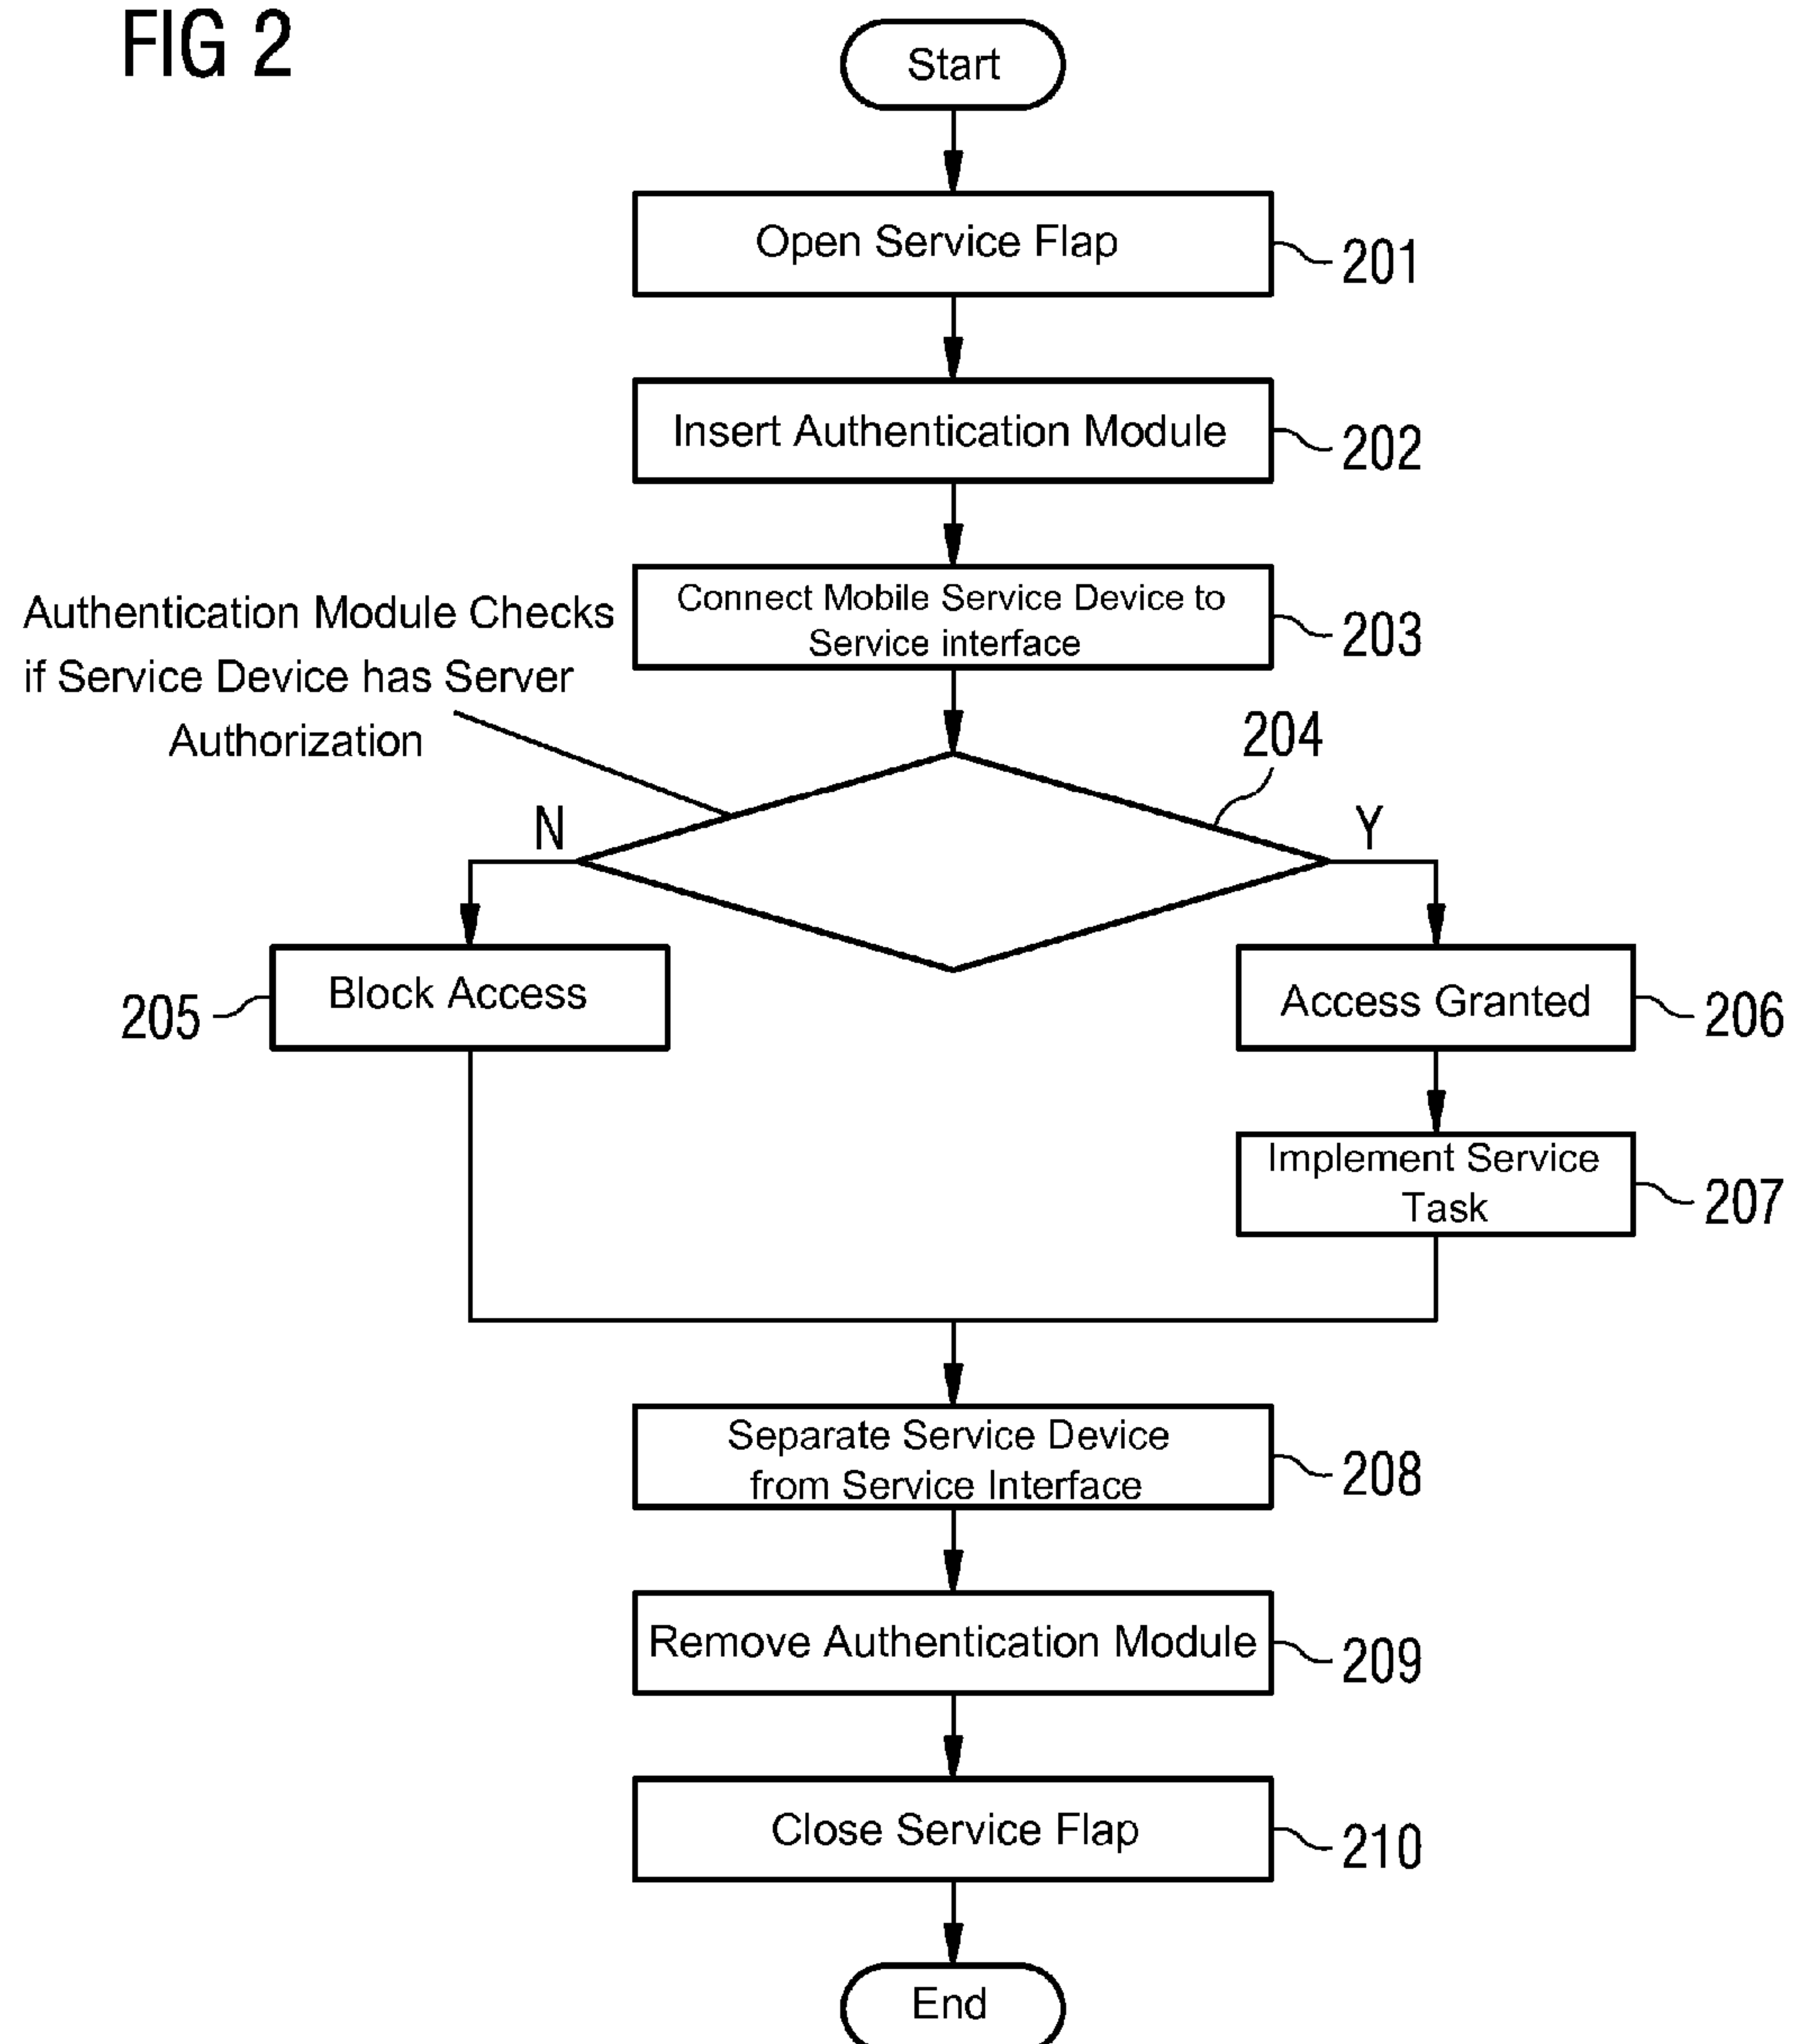 FIG 2
Start
Open Service Flap
201
Insert Authentication Module
202
Connect Mobile Service Device to
Service interface
203
Authentication Module Checks
if Service Device has Server
Authorization
204
N
Y
Block Access
205
Access Granted
206
Implement Service
Task
207
Separate Service Device
from Service Interface
208
Remove Authentication Module
209
Close Service Flap
210
End